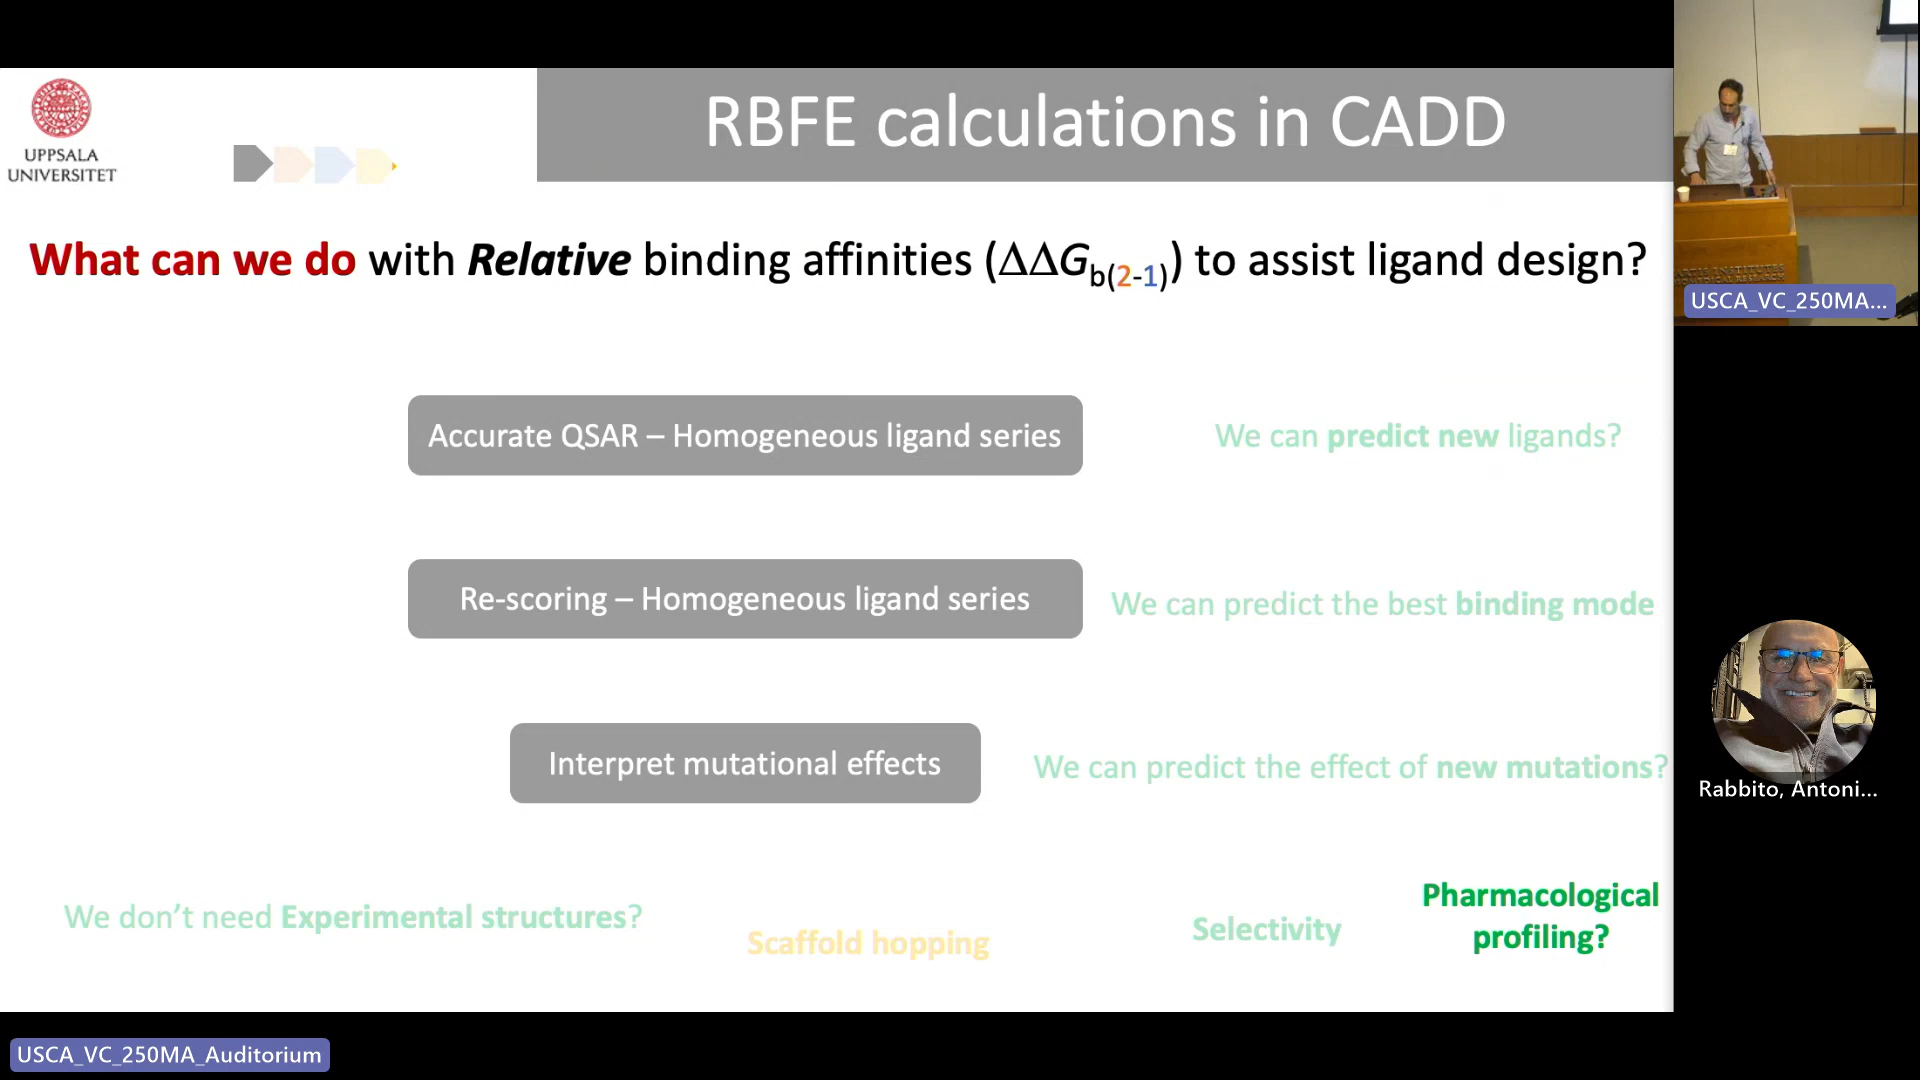 UPPSALA
UNIVERSITET
RBFE calculations in CADD
What can we do with Relative binding affinities (ΔΔGb(2-1)) to assist ligand design?
Accurate QSAR – Homogeneous ligand series
We can predict new ligands?
Re-scoring – Homogeneous ligand series
We can predict the best binding mode
Interpret mutational effects
We can predict the effect of new mutations?
We don't need Experimental structures?
Scaffold hopping
Selectivity
Pharmacological
profiling?
USCA_VC_250MA...
Rabbito, Antoni...
USCA_VC_250MA_Auditorium